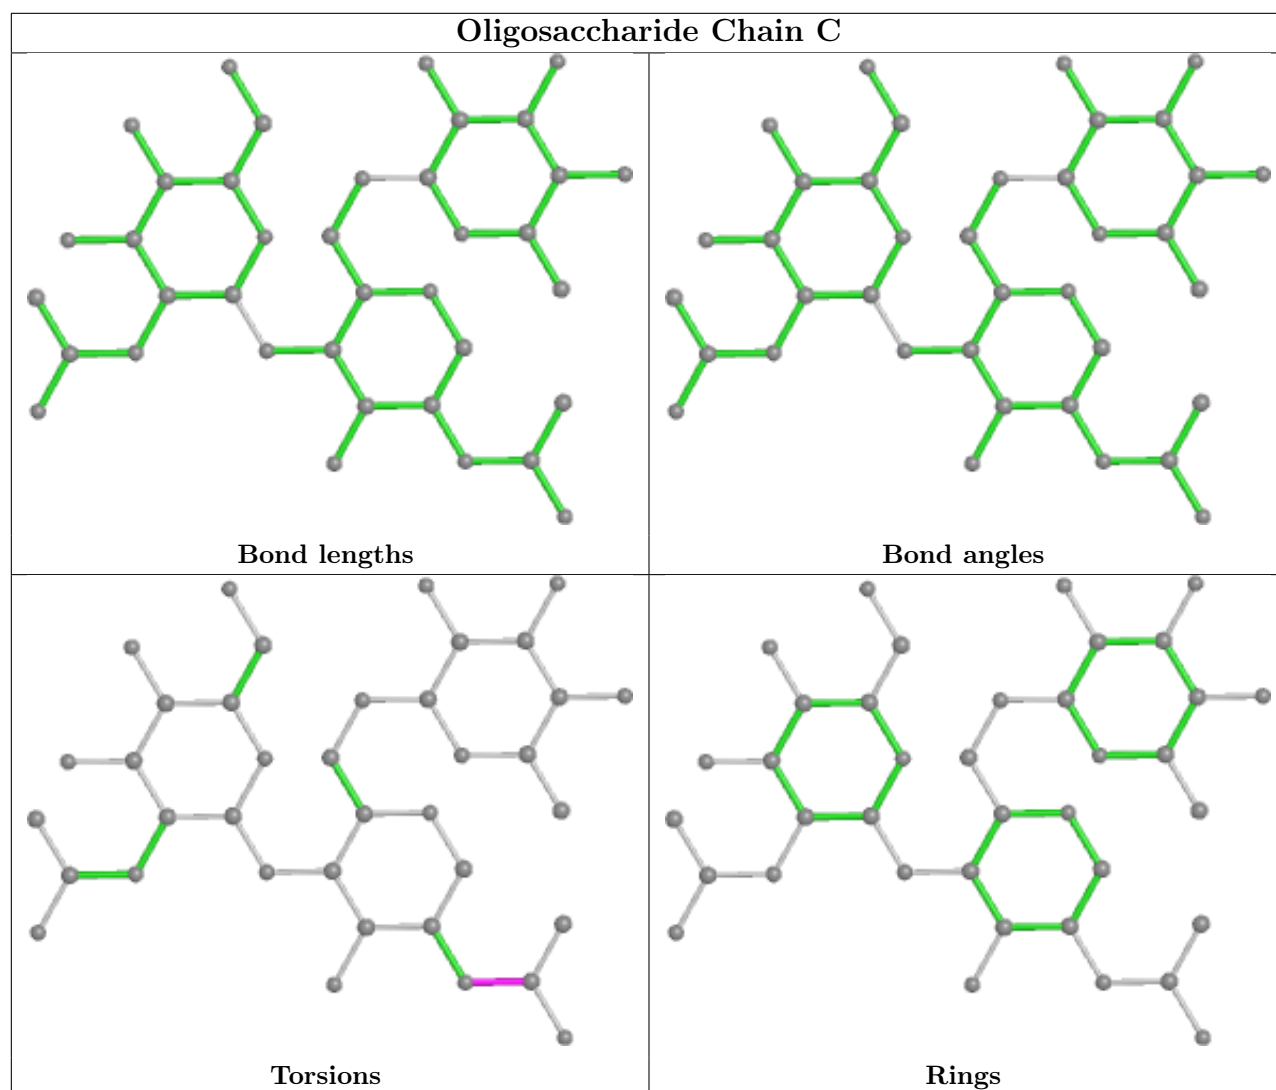 Oligosaccharide Chain C
Bond lengths
Bond angles
Torsions
Rings